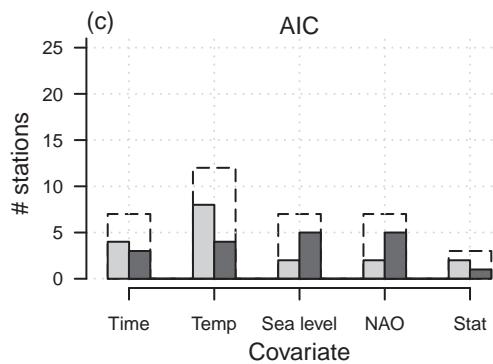 (c)
AIC
# stations
25
20
15
10
5
0
Time Temp Sea level NAO Stat
Covariate